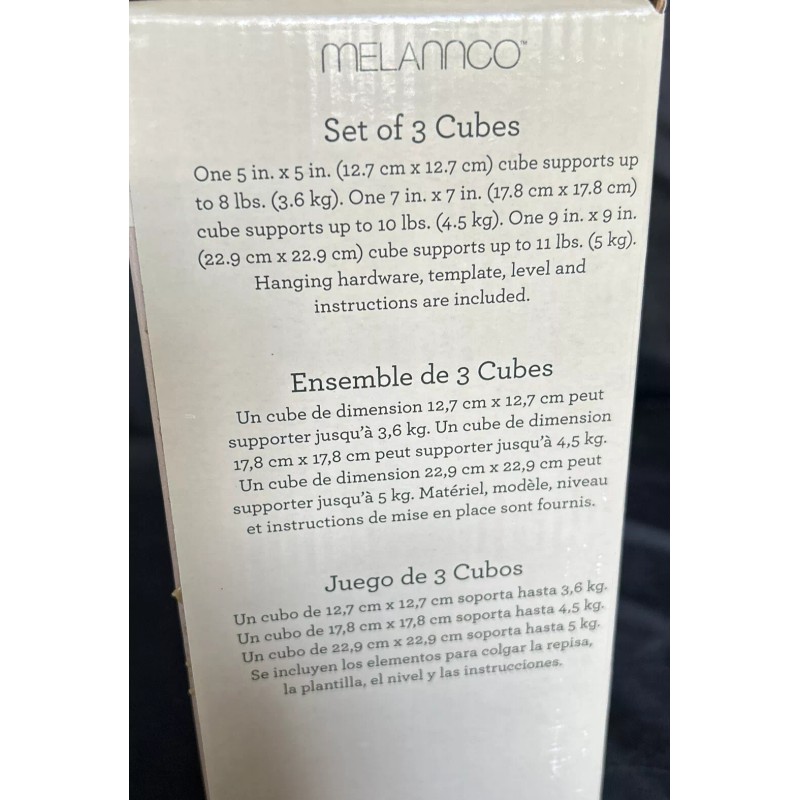 MELANNCO™
Set of 3 Cubes
One 5 in. x 5 in. (12.7 cm x 12.7 cm) cube supports up
to 8 lbs. (3.6 kg). One 7 in. x 7 in. (17.8 cm x 17.8 cm)
cube supports up to 10 lbs. (4.5 kg). One 9 in. x 9 in.
(22.9 cm x 22.9 cm) cube supports up to 11 lbs. (5 kg).
Hanging hardware, template, level and
instructions are included.
Ensemble de 3 Cubes
Un cube de dimension 12,7 cm x 12,7 cm peut
supporter jusqu'à 3,6 kg. Un cube de dimension
17,8 cm x 17,8 cm peut supporter jusqu'à 4,5 kg.
Un cube de dimension 22,9 cm x 22,9 cm peut
supporter jusqu'à 5 kg. Matériel, modèle, niveau
et instructions de mise en place sont fournis.
Juego de 3 Cubos
Un cubo de 12,7 cm x 12,7 cm soporta hasta 3,6 kg.
Un cubo de 17,8 cm x 17,8 cm soporta hasta 4,5 kg.
Un cubo de 22,9 cm x 22,9 cm soporta hasta 5 kg.
Se incluyen los elementos para colgar la repisa,
la plantilla, el nivel y las instrucciones.